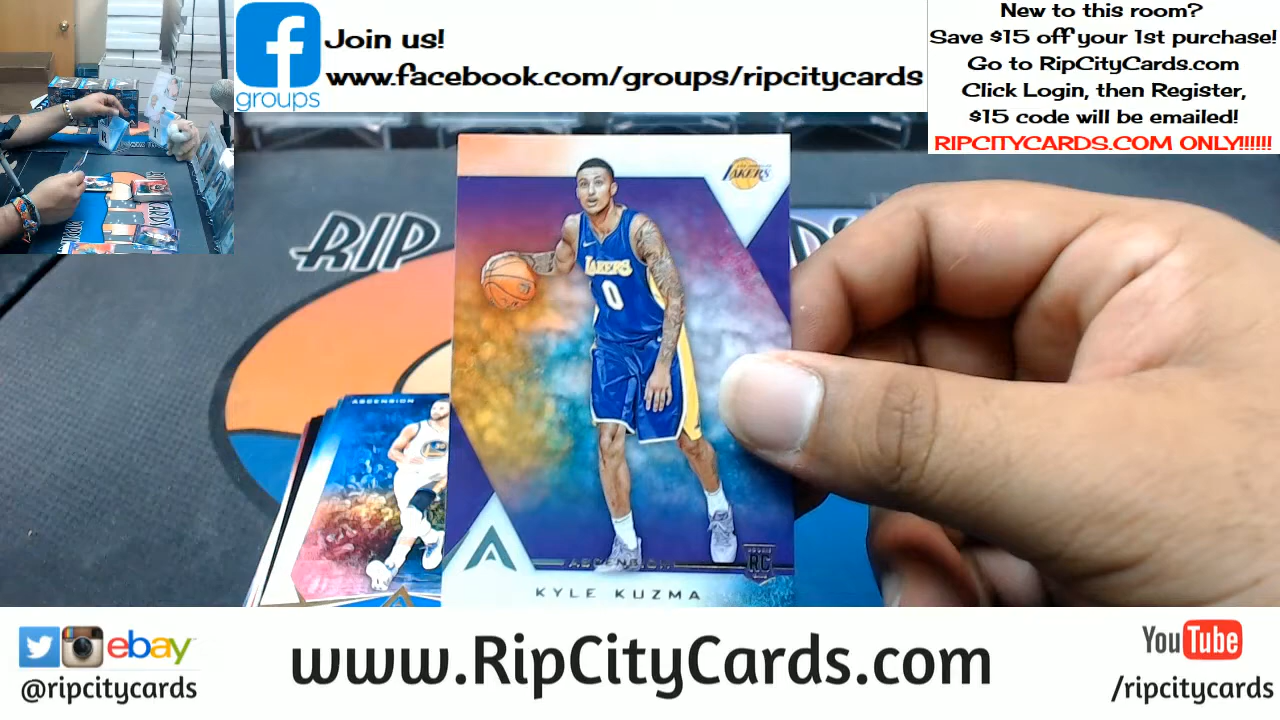 Join us!
www.facebook.com/groups/ripcitycards
groups
New to this room?
Save $15 off your 1st purchase!
Go to RipCityCards.com
Click Login, then Register,
$15 code will be emailed!
RIPCITYCARDS.COM ONLY!!!!!!
RIP
LAKERS
LAKERS
0
ASCENSION
ASCENSION
RC
KYLE KUZMA
ebay
@ripcitycards
www.RipCityCards.com
YouTube
/ripcitycards